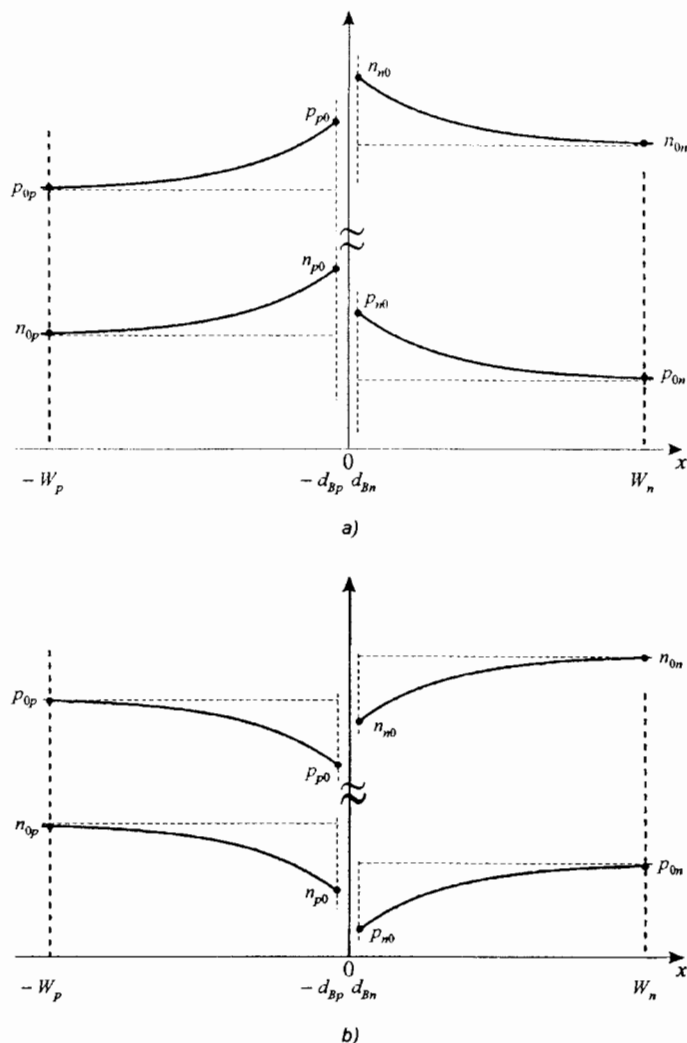 n_{n0}
p_{p0}
n_{0n}
p_{0p}
n_{p0}
p_{n0}
n_{0p}
p_{0n}
0 x
- W_p - d_{Bp} d_{Bn} W_n
a)
p_{0p} n_{0n}
n_{n0}
p_{p0}
n_{0p}
p_{0n}
n_{p0}
p_{n0}
0 x
- W_p - d_{Bp} d_{Bn} W_n
b)